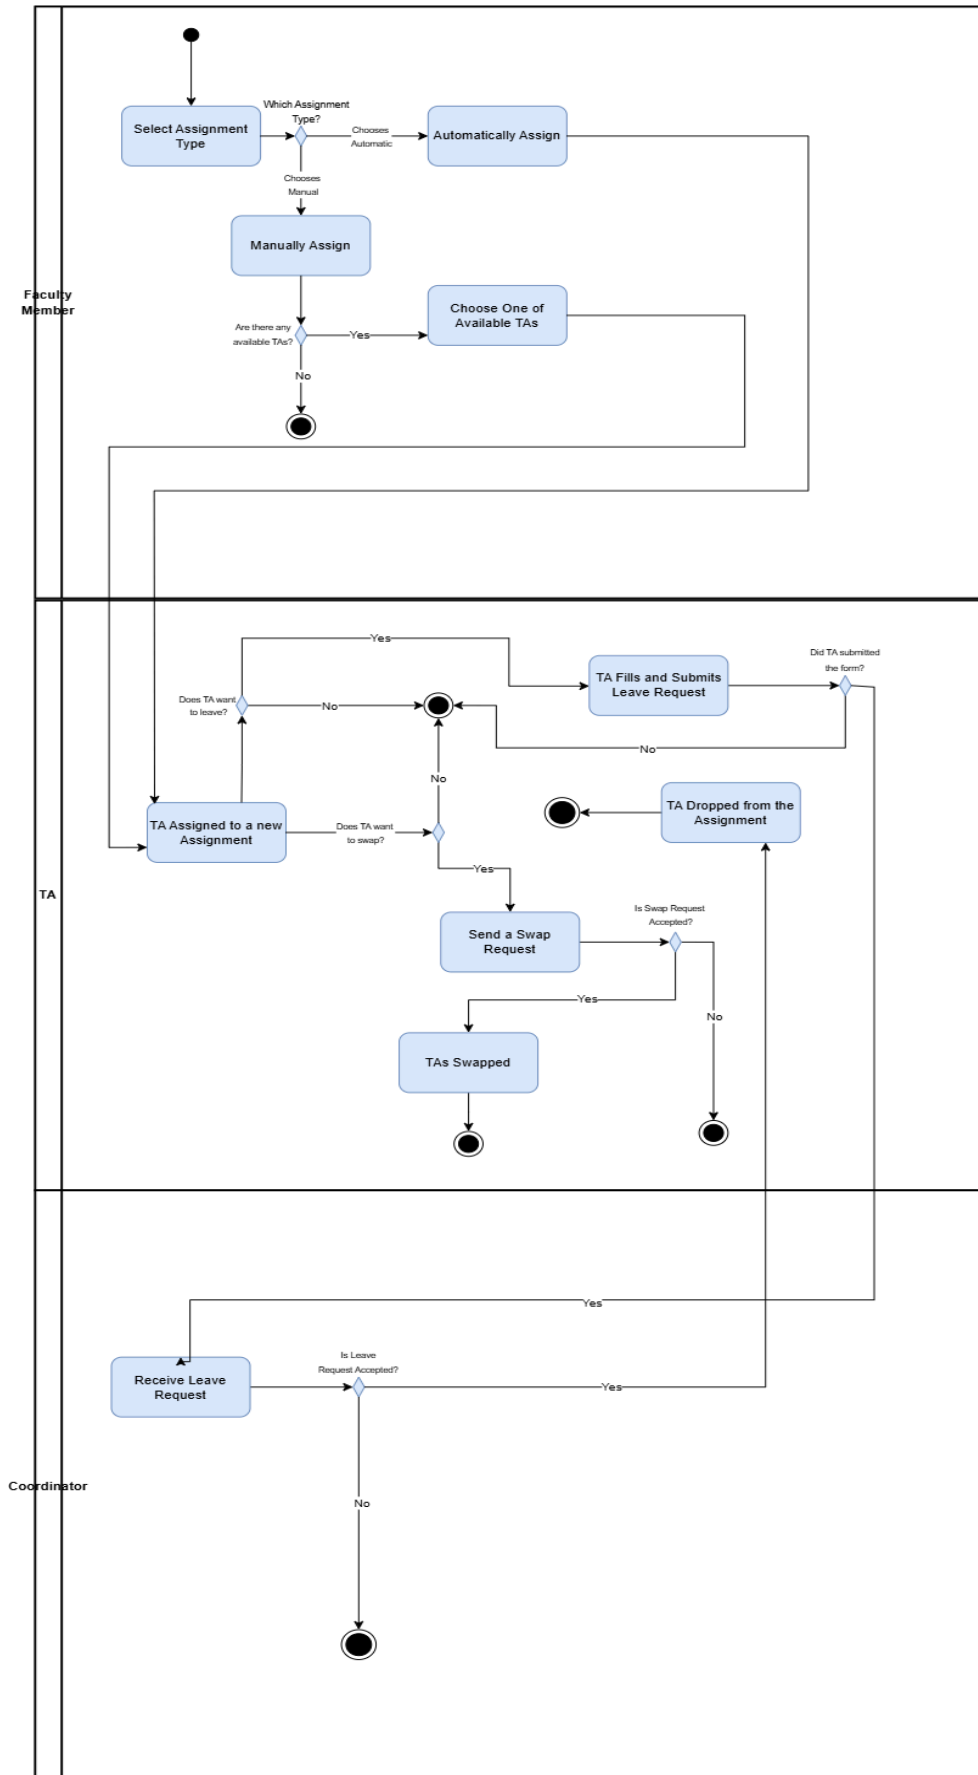 Which Assignment
Type?
Select Assignment
Type
Chooses
Automatic
Automatically Assign
Chooses
Manual
Manually Assign
Faculty
Member
Choose One of
Available TAs
Are there any
available TAs?
Yes
No
Yes
Did TA submitted
the form?
TA Fills and Submits
Leave Request
Does TA want
to leave?
No
No
No
TA Dropped from the
Assignment
TA Assigned to a new
Assignment
Does TA want
to swap?
Yes
TA
Is Swap Request
Accepted?
Send a Swap
Request
Yes
No
TAs Swapped
Yes
Is Leave
Request Accepted?
Receive Leave
Request
Yes
Coordinator
No